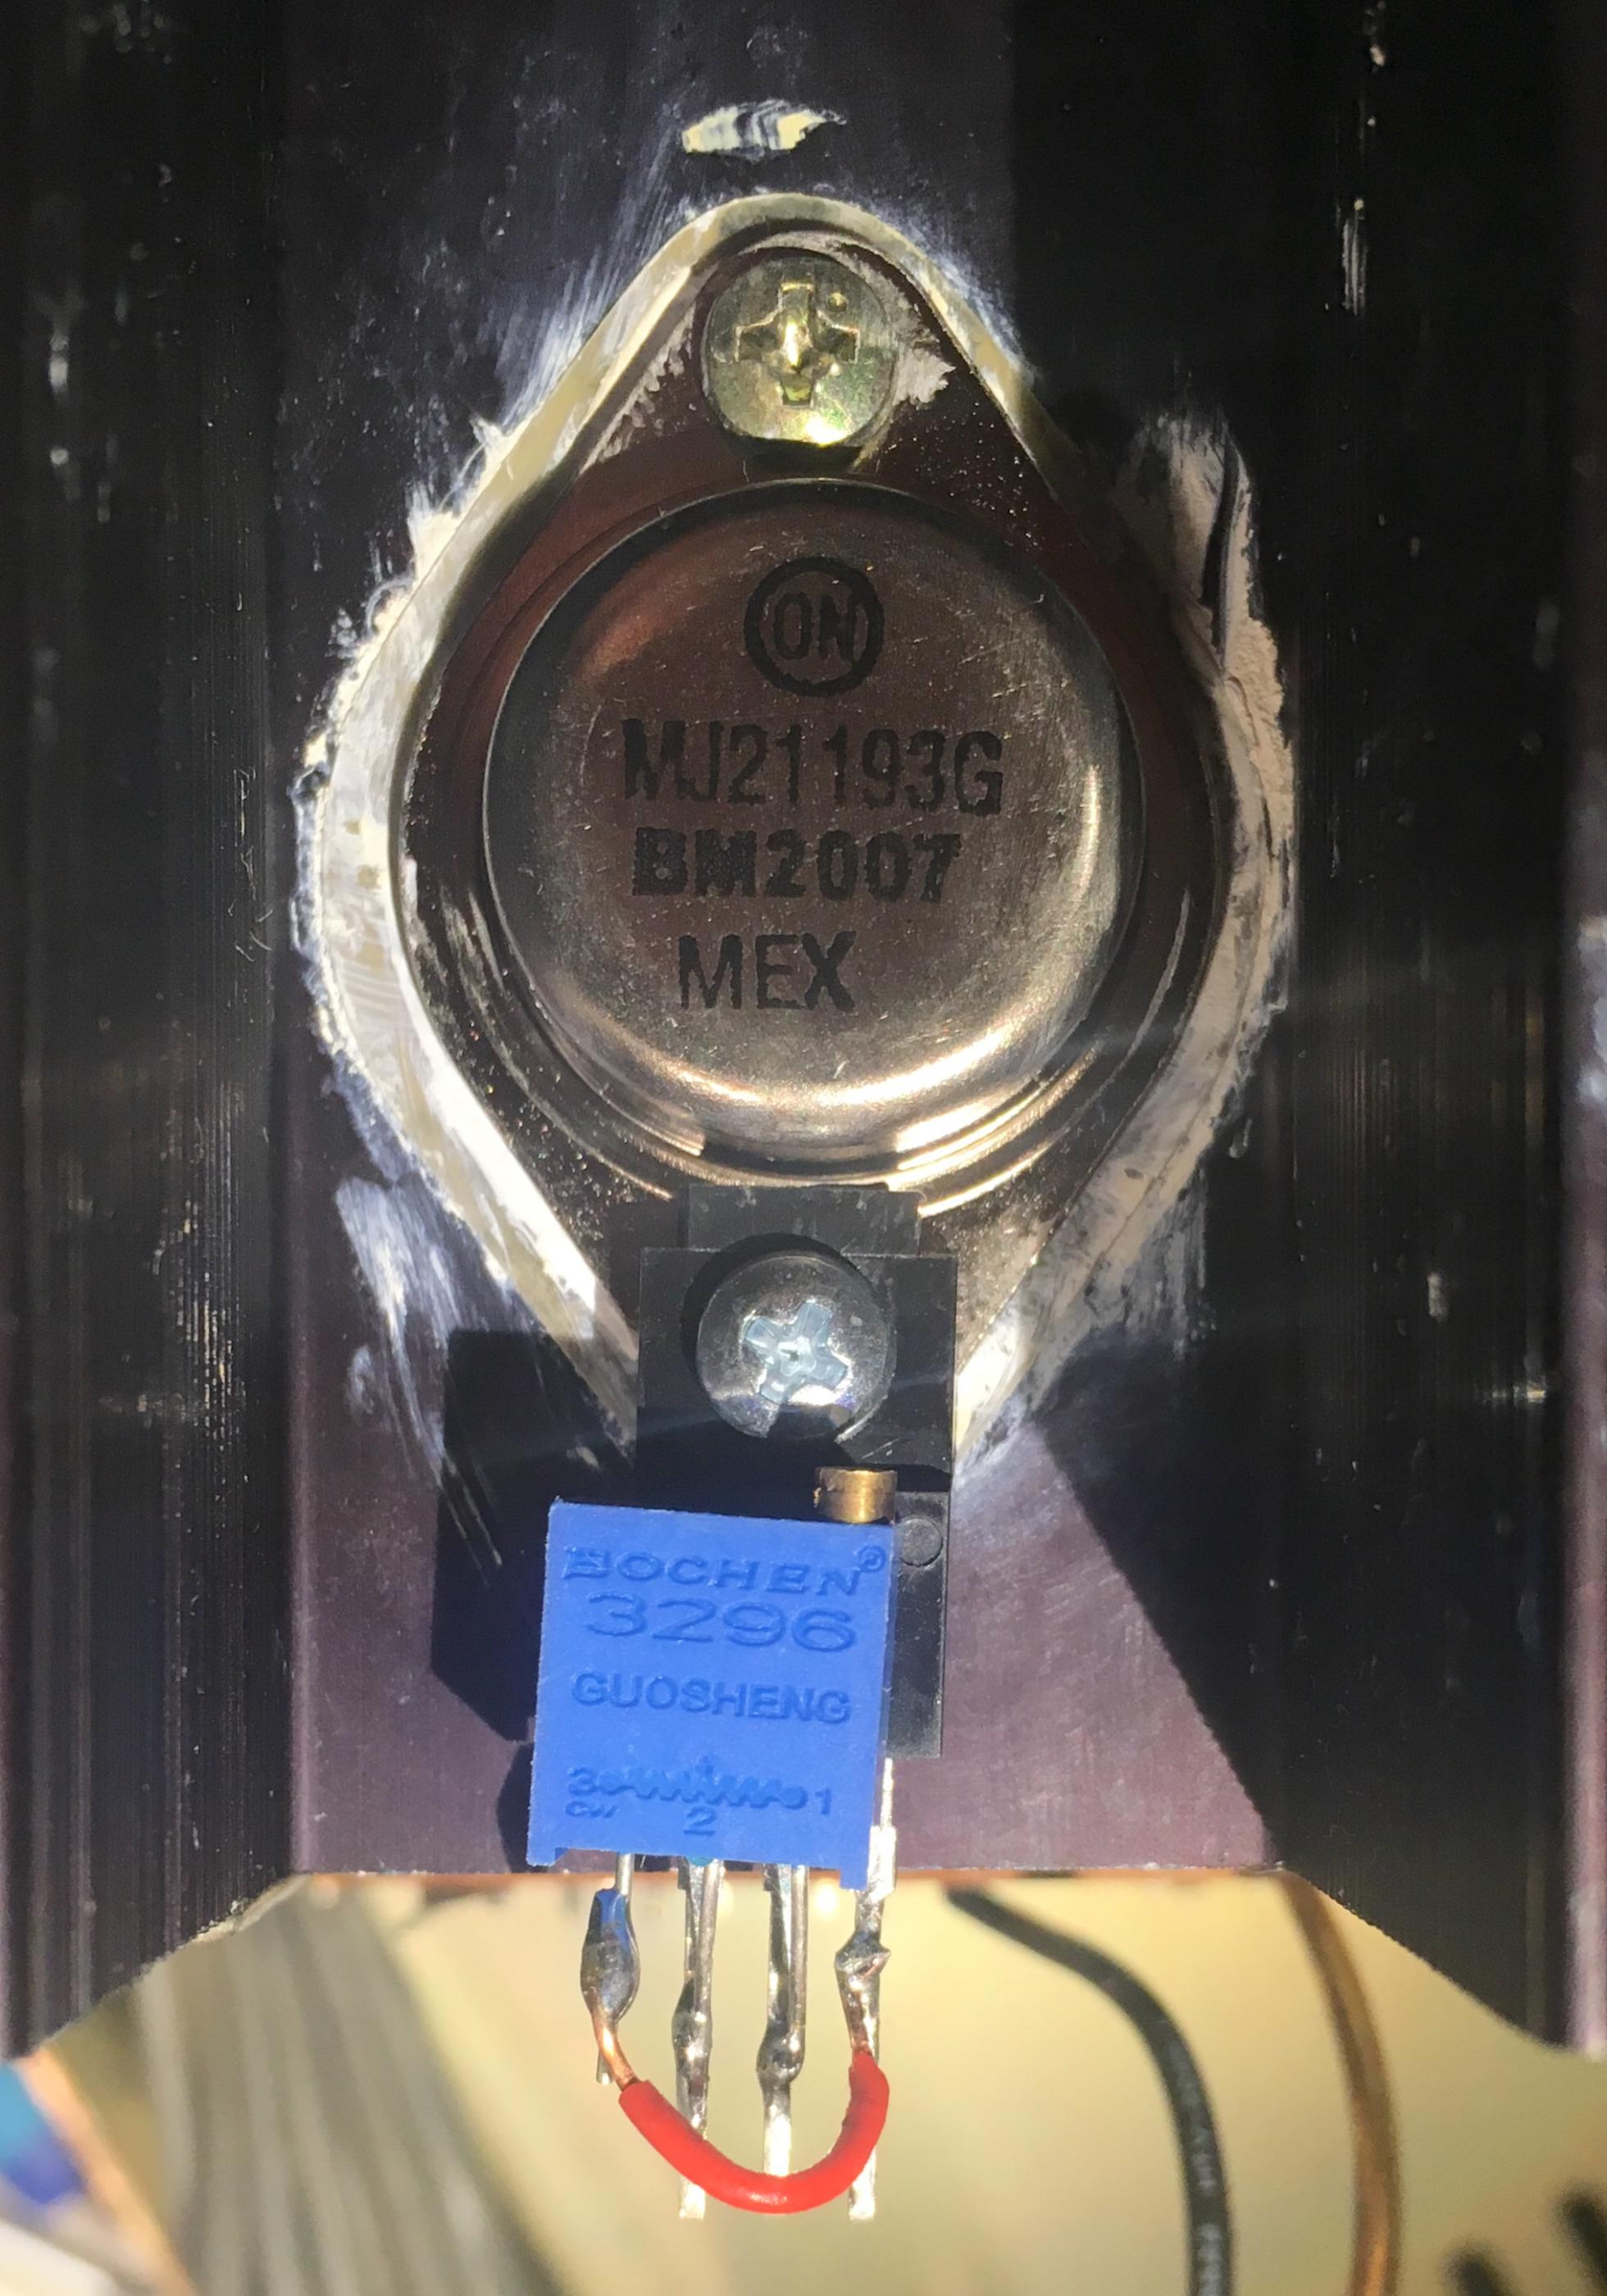 ON
MJ21193G
BM2007
MEX
BOCHEN®
3296
GUOSHENG
3 1
CW 2